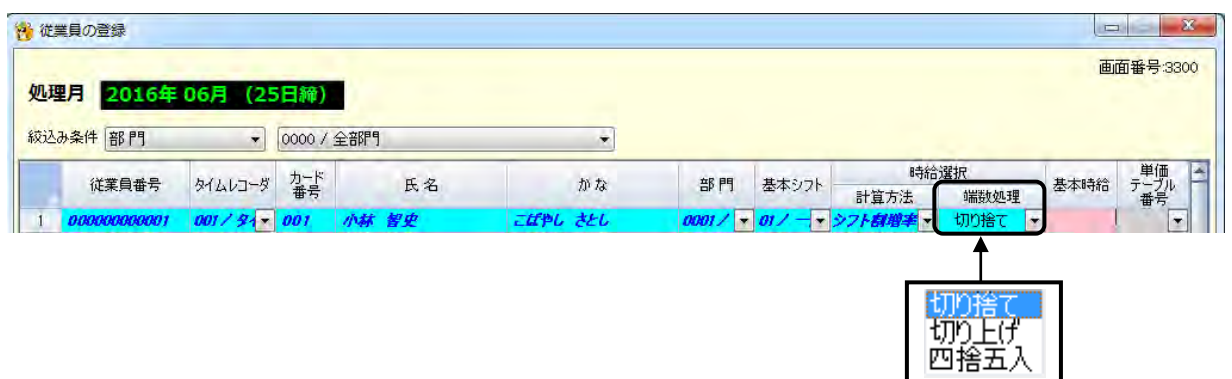 従業員の登録
画面番号:3300
処理月 2016年 06月 (25日締)
絞込み条件 部門 0000 / 全部門
従業員番号 タイムレコーダ カード番号 氏名 かな 部門 基本シフト 時給選択 計算方法 端数処理 基本時給 単価テーブル番号
1 000000000001 001 / タイ 001 小林 智史 こばやし さとし 0001 / 01 / 一 シフト割増率 切り捨て
切り捨て
切り上げ
四捨五入